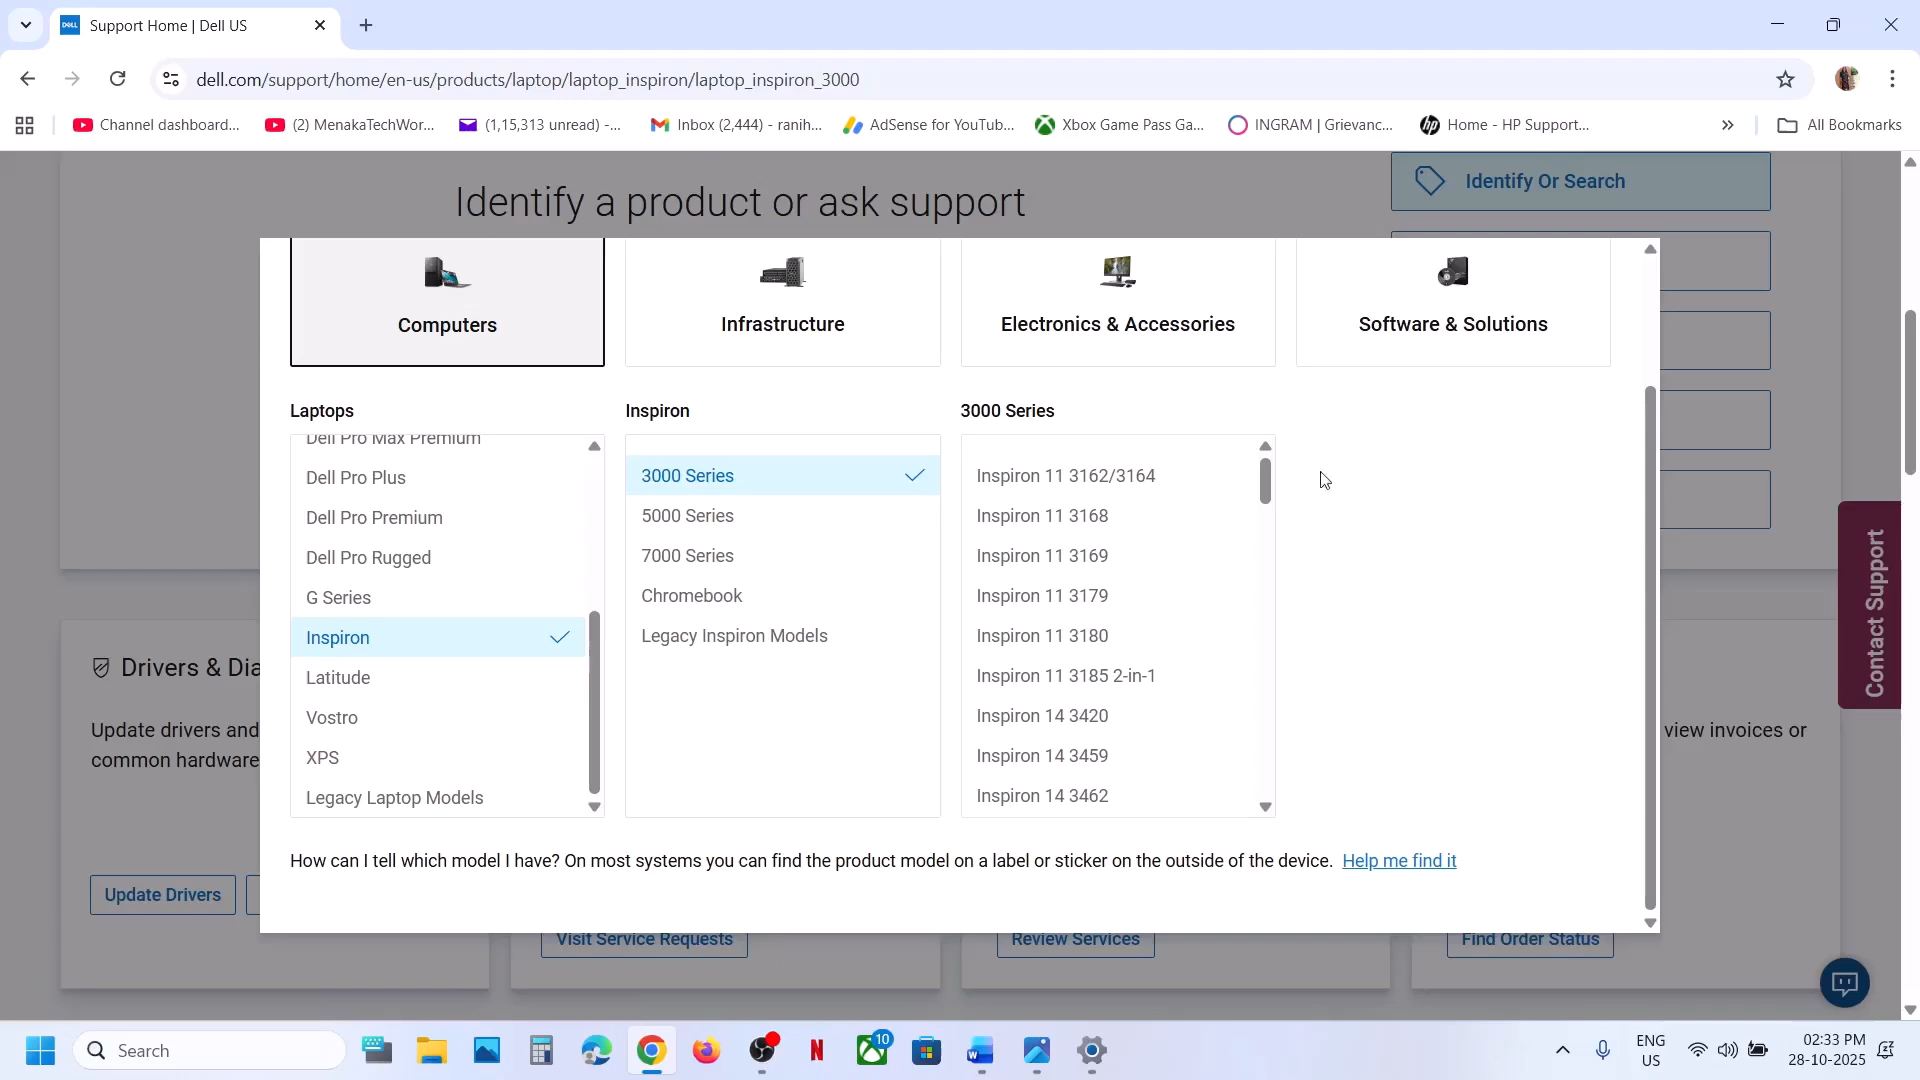 Support Home | Dell US
dell.com/support/home/en-us/products/laptop/laptop_inspiron/laptop_inspiron_3000
Channel dashboard...
(2) MenakaTechWor...
(1,15,313 unread) -...
Inbox (2,444) - ranih...
AdSense for YouTub...
Xbox Game Pass Ga...
INGRAM | Grievanc...
Home - HP Support...
All Bookmarks
Identify a product or ask support
Identify Or Search
Computers
Infrastructure
Electronics & Accessories
Software & Solutions
Laptops
Dell Pro Max Premium
Dell Pro Plus
Dell Pro Premium
Dell Pro Rugged
G Series
Inspiron
Latitude
Vostro
XPS
Legacy Laptop Models
Inspiron
3000 Series
5000 Series
7000 Series
Chromebook
Legacy Inspiron Models
3000 Series
Inspiron 11 3162/3164
Inspiron 11 3168
Inspiron 11 3169
Inspiron 11 3179
Inspiron 11 3180
Inspiron 11 3185 2-in-1
Inspiron 14 3420
Inspiron 14 3459
Inspiron 14 3462
How can I tell which model I have? On most systems you can find the product model on a label or sticker on the outside of the device. Help me find it
Contact Support
Drivers & Dia
Update drivers and
common hardware
view invoices or
Update Drivers
Visit Service Requests
Review Services
Find Order Status
Search
10
ENG
US
02:33 PM
28-10-2025